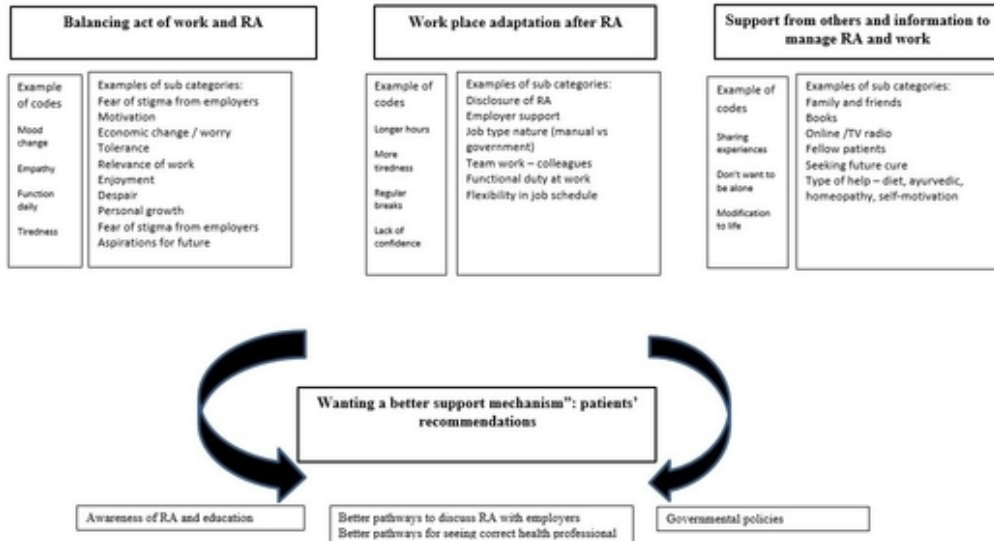 Balancing act of work and RA
Example
of codes
Mood
change
Empathy
Function
daily
Tiredness
Examples of sub categories:
Fear of stigma from employers
Motivation
Economic change / worry
Tolerance
Relevance of work
Enjoyment
Despair
Personal growth
Fear of stigma from employers
Aspirations for future
Work place adaptation after RA
Example of
codes
Longer hours
More
tiredness
Regular
breaks
Lack of
confidence
Examples of sub categories:
Disclosure of RA
Employer support
Job type nature (manual vs
government)
Team work – colleagues
Functional duty at work
Flexibility in job schedule
Support from others and information to
manage RA and work
Example of
codes
Sharing
experiences
Don't want to
be alone
Modification
to life
Examples of sub categories:
Family and friends
Books
Online /TV radio
Fellow patients
Seeking future cure
Type of help – diet, ayurvedic,
homeopathy, self-motivation
Wanting a better support mechanism”: patients’
recommendations
Awareness of RA and education
Better pathways to discuss RA with employers
Better pathways for seeing correct health professional
Governmental policies